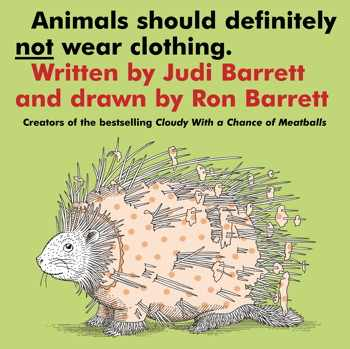 Animals should definitely
not wear clothing.
Written by Judi Barrett
and drawn by Ron Barrett
Creators of the bestselling Cloudy With a Chance of Meatballs